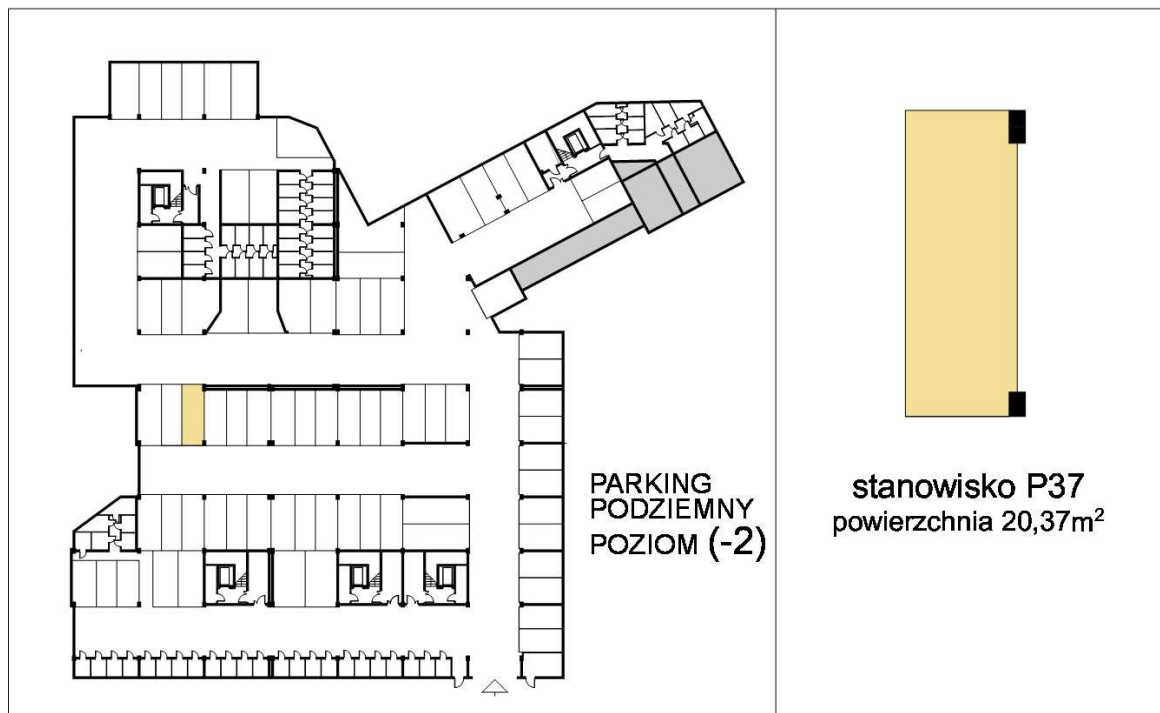 PARKING
PODZIEMNY
POZIOM (-2)
stanowisko P37
powierzchnia 20,37m²